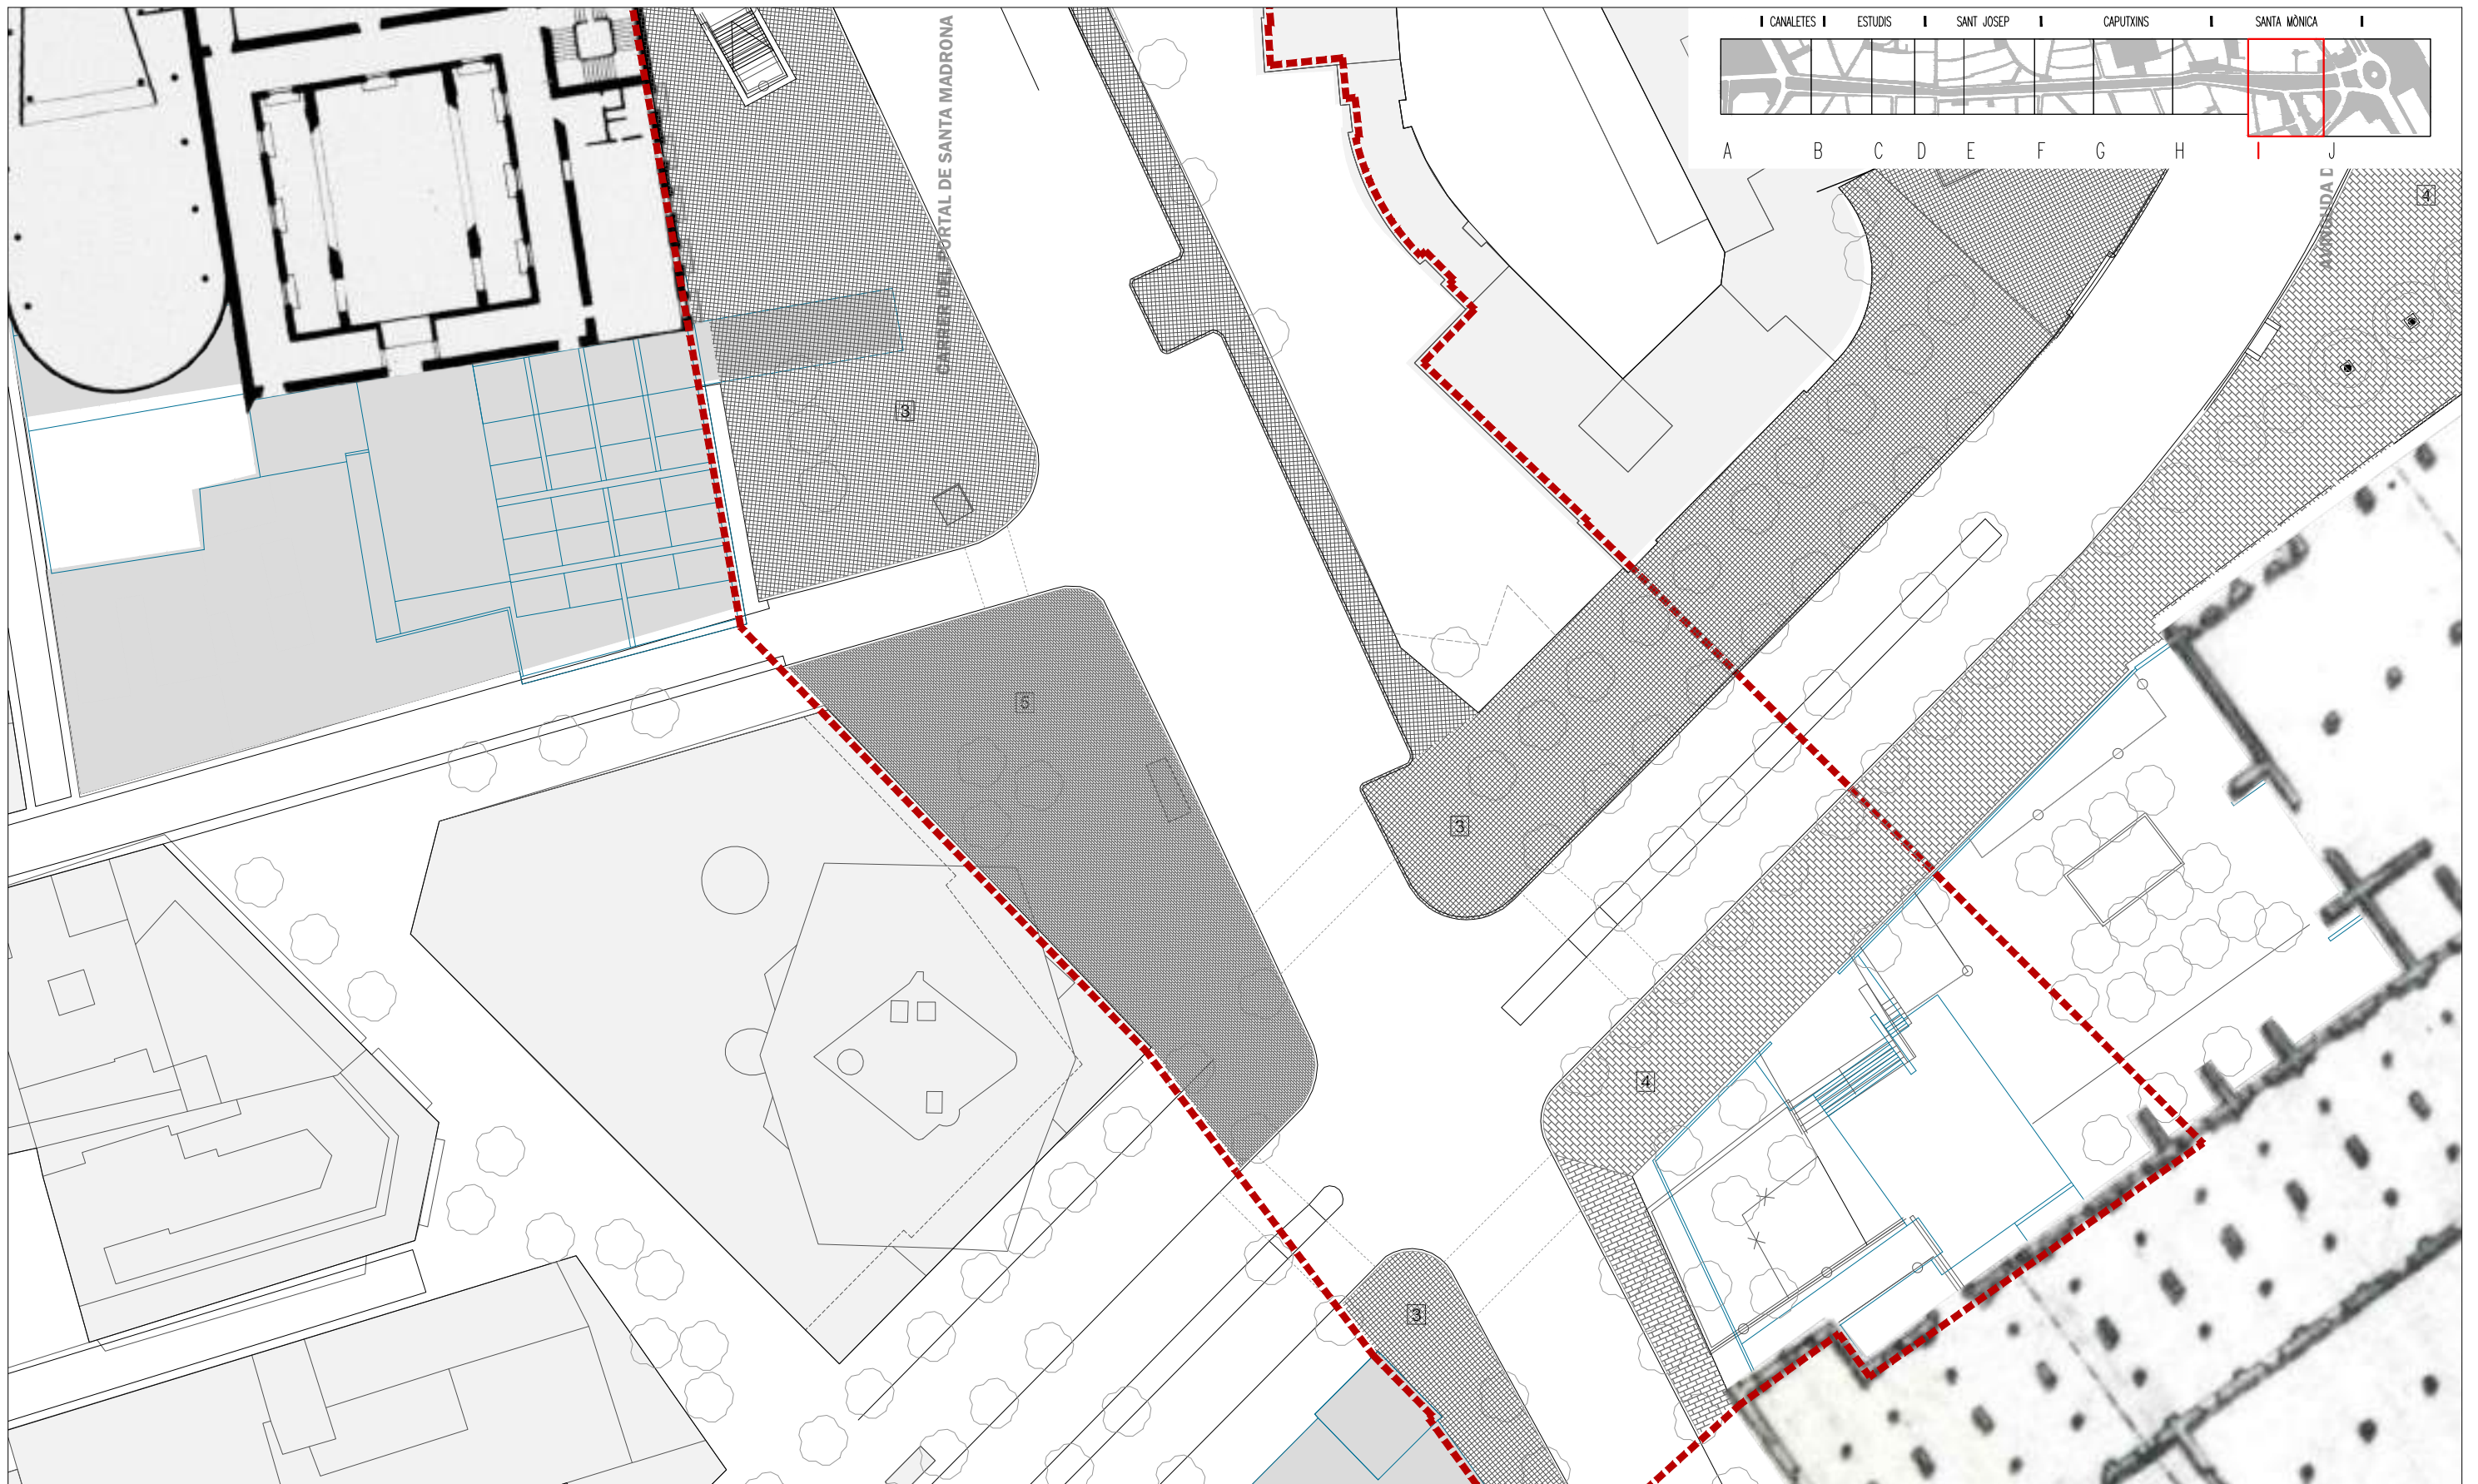 CANALETES ESTUDIS SANT JOSEP CAPUTXINS SANTA MÒNICA
A B C D E F G H I J
CARRER DEL PORTAL DE SANTA MADRONA
4
3
5
3
4
3